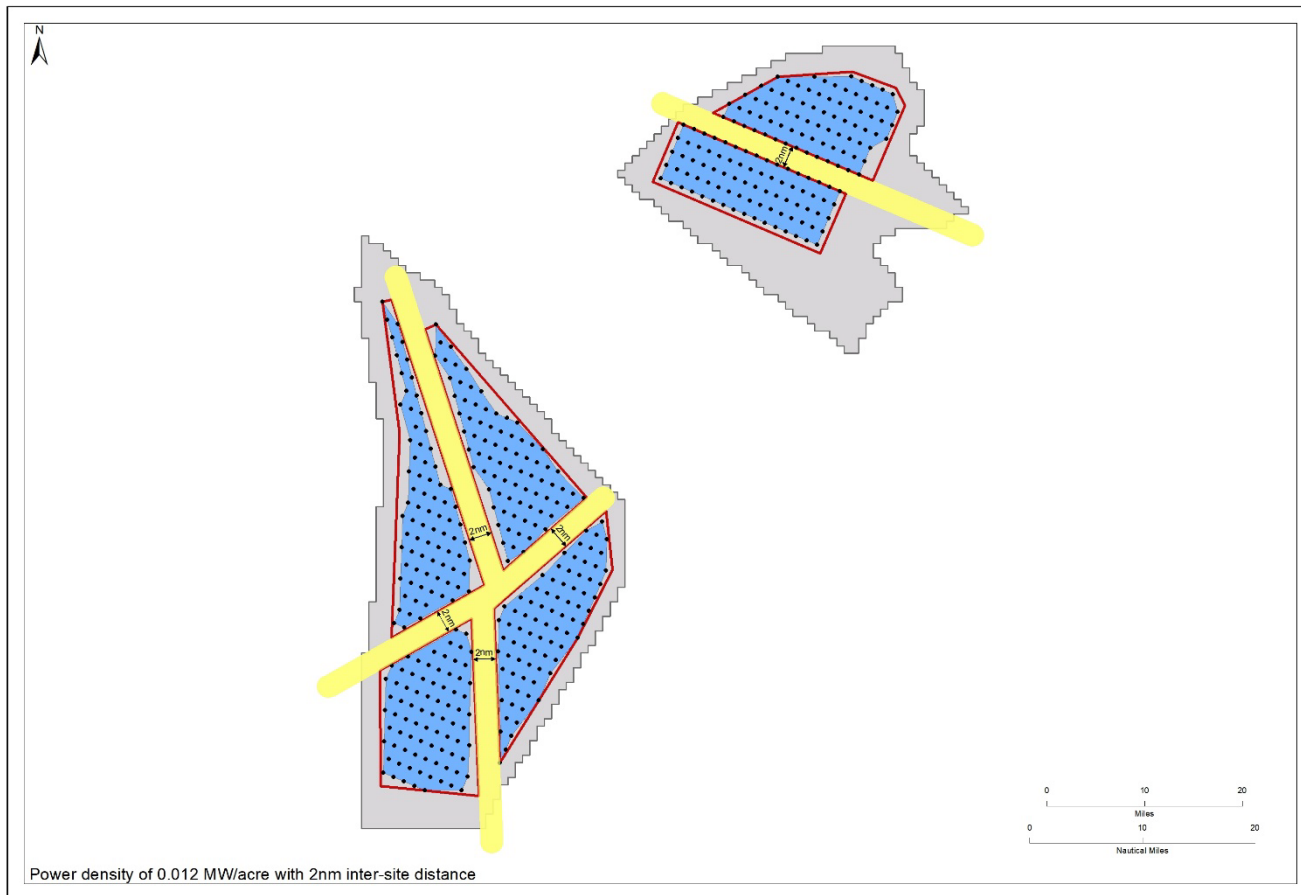 N
2nm
2nm
2nm
2nm
2nm
0 10 20
Miles
0 10 20
Nautical Miles
Power density of 0.012 MW/acre with 2nm inter-site distance